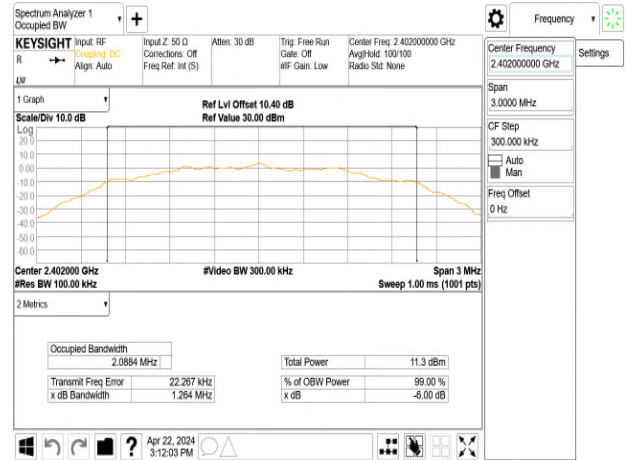 Spectrum Analyzer 1
Occupied BW
Frequency
KEYSIGHT
R
Input: RF
Coupling: DC
Align: Auto
Input Z: 50 Ω
Corrections: Off
Freq Ref: Int (S)
Atten: 30 dB
Trig: Free Run
Gate: Off
#IF Gain: Low
Center Freq: 2.402000000 GHz
Avg|Hold: 100/100
Radio Std: None
Center Frequency
2.402000000 GHz
Settings
Span
3.0000 MHz
CF Step
300.000 kHz
Auto
Man
Freq Offset
0 Hz
1 Graph
Scale/Div 10.0 dB
Ref Lvl Offset 10.40 dB
Ref Value 30.00 dBm
Log
20.0
10.0
0.00
-10.0
-20.0
-30.0
-40.0
-50.0
-60.0
Center 2.402000 GHz
#Res BW 100.00 kHz
#Video BW 300.00 kHz
Span 3 MHz
Sweep 1.00 ms (1001 pts)
2 Metrics
Occupied Bandwidth
2.0884 MHz
Total Power 11.3 dBm
Transmit Freq Error 22.267 kHz
% of OBW Power 99.00 %
x dB Bandwidth 1.264 MHz
x dB -6.00 dB
?
Apr 22, 2024
3:12:03 PM